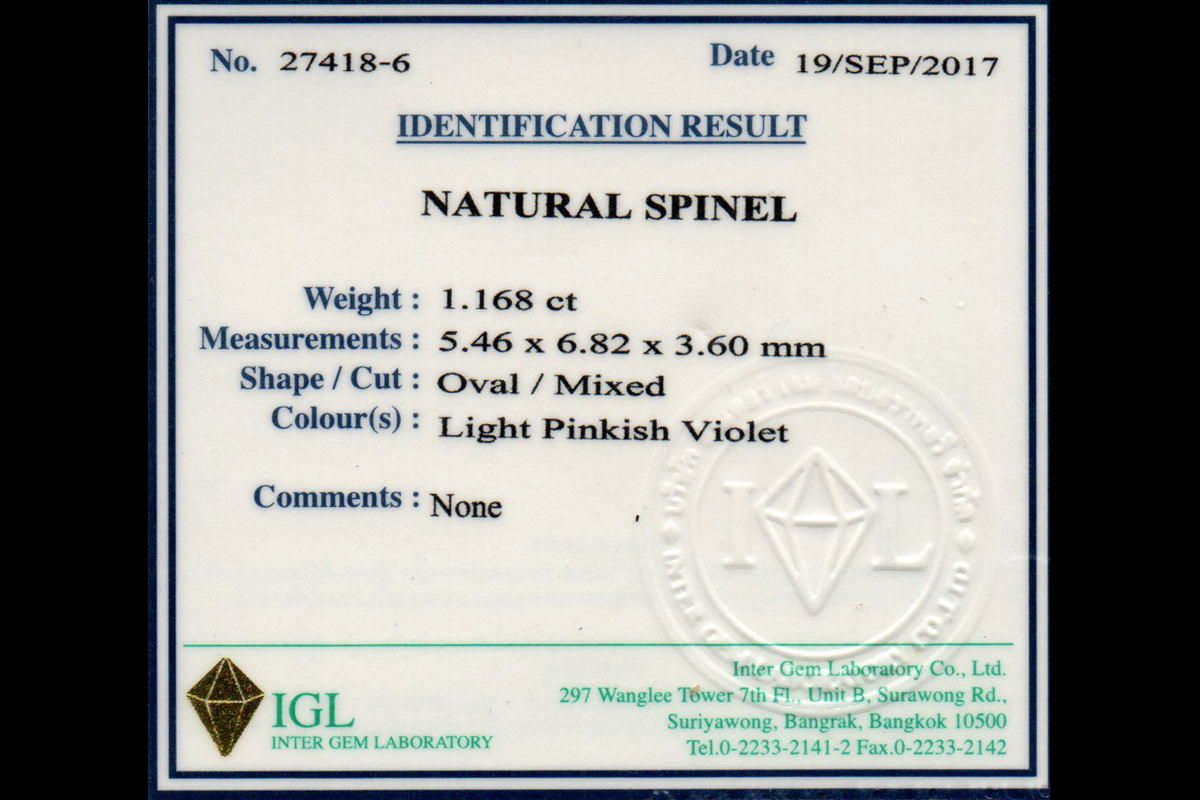 No. 27418-6
Date 19/SEP/2017
IDENTIFICATION RESULT
NATURAL SPINEL
Weight : 1.168 ct
Measurements : 5.46 x 6.82 x 3.60 mm
Shape / Cut : Oval / Mixed
Colour(s) : Light Pinkish Violet
Comments : None
I L
IGL
INTER GEM LABORATORY
Inter Gem Laboratory Co., Ltd.
297 Wanglee Tower 7th Fl., Unit B, Surawong Rd.,
Suriyawong, Bangrak, Bangkok 10500
Tel.0-2233-2141-2 Fax.0-2233-2142